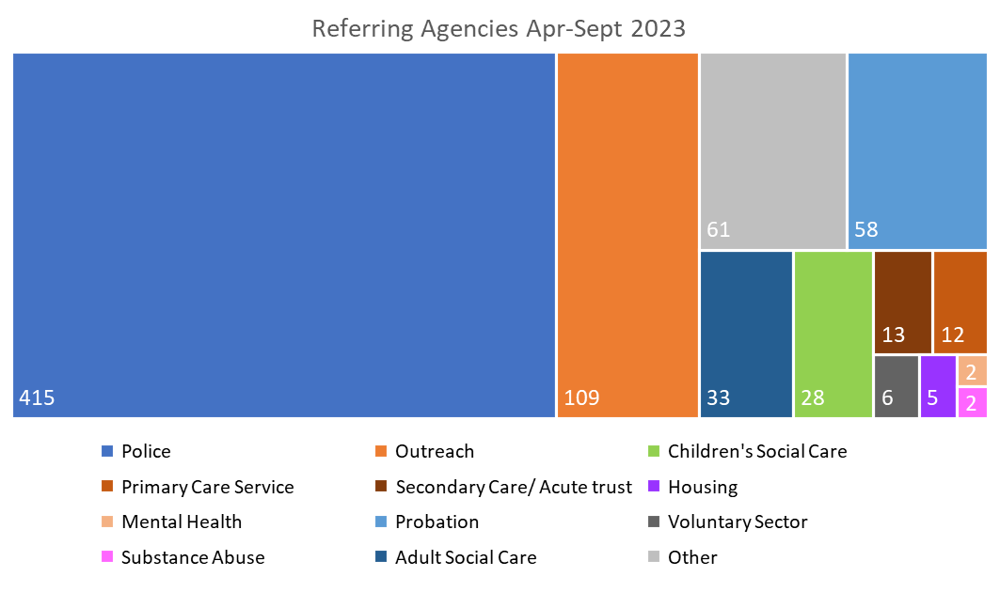 Referring Agencies Apr-Sept 2023
61
58
13
12
2
415
109
33
28
6
5
2
Police
Outreach
Children's Social Care
Primary Care Service
Secondary Care/ Acute trust
Housing
Mental Health
Probation
Voluntary Sector
Substance Abuse
Adult Social Care
Other